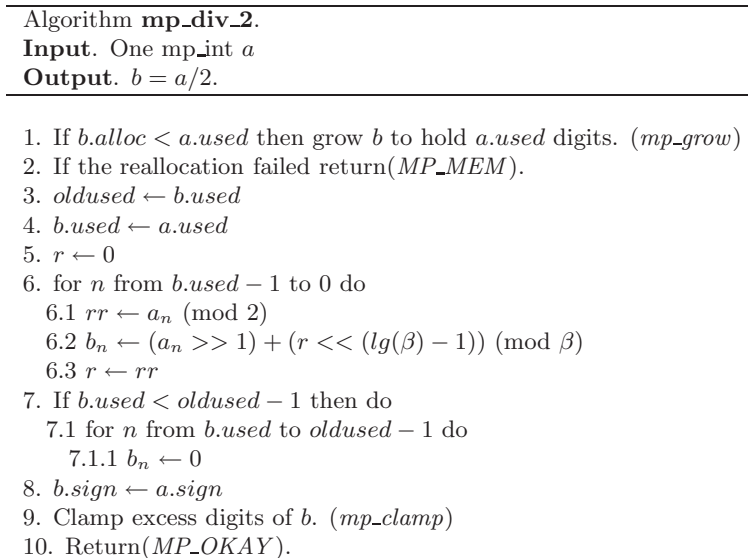 Algorithm mp_div_2.
Input. One mp_int a
Output. b = a/2.
1. If b.alloc < a.used then grow b to hold a.used digits. (mp_grow)
2. If the reallocation failed return(MP_MEM).
3. oldused ← b.used
4. b.used ← a.used
5. r ← 0
6. for n from b.used − 1 to 0 do
6.1 rr ← aₙ (mod 2)
6.2 bₙ ← (aₙ >> 1) + (r << (lg(β) − 1)) (mod β)
6.3 r ← rr
7. If b.used < oldused − 1 then do
7.1 for n from b.used to oldused − 1 do
7.1.1 bₙ ← 0
8. b.sign ← a.sign
9. Clamp excess digits of b. (mp_clamp)
10. Return(MP_OKAY).